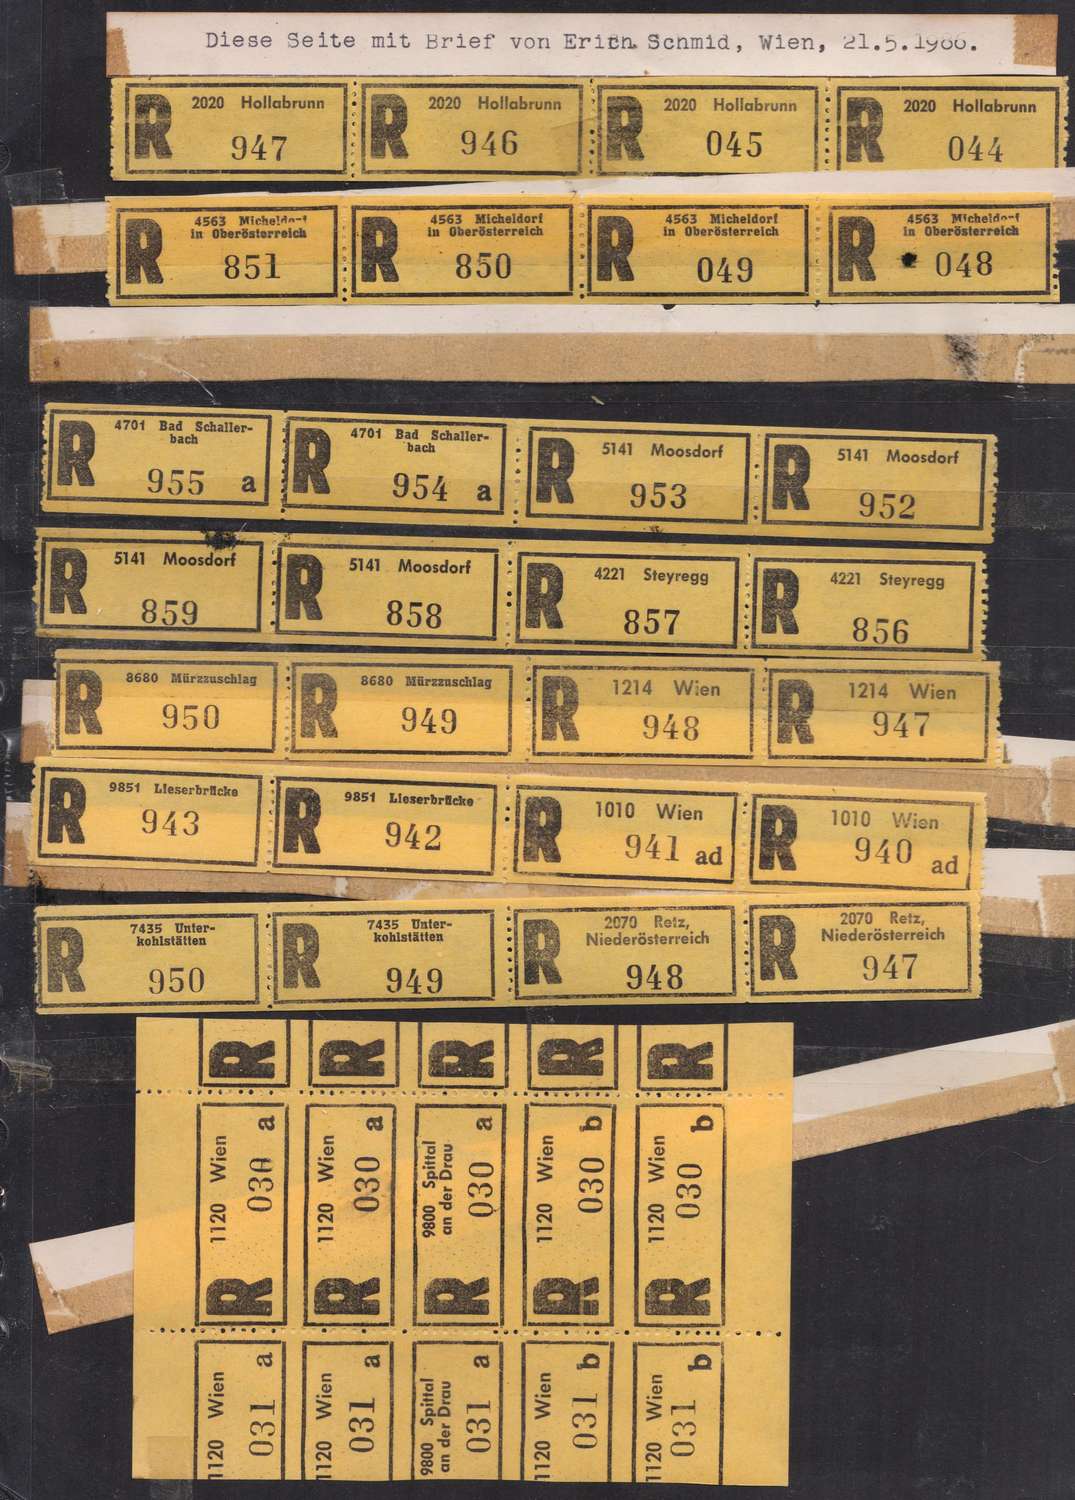 Diese Seite mit Brief von Erich Schmid, Wien, 21.5.1986.
R 2020 Hollabrunn 947
R 2020 Hollabrunn 946
R 2020 Hollabrunn 045
R 2020 Hollabrunn 044
R 4563 Micheldorf
in Oberösterreich
851
R 4563 Micheldorf
in Oberösterreich
850
R 4563 Micheldorf
in Oberösterreich
049
R 4563 Micheldorf
in Oberösterreich
048
R 4701 Bad Schaller-
bach
955 a
R 4701 Bad Schaller-
bach
954 a
R 5141 Moosdorf
953
R 5141 Moosdorf
952
R 5141 Moosdorf
859
R 5141 Moosdorf
858
R 4221 Steyregg
857
R 4221 Steyregg
856
R 8680 Mürzzuschlag
950
R 8680 Mürzzuschlag
949
R 1214 Wien
948
R 1214 Wien
947
R 9851 Lieserbrücke
943
R 9851 Lieserbrücke
942
R 1010 Wien
941 ad
R 1010 Wien
940 ad
R 7435 Unter-
kohlstätten
950
R 7435 Unter-
kohlstätten
949
R 2070 Retz,
Niederösterreich
948
R 2070 Retz,
Niederösterreich
947
R
R
R
R
R
R 1120 Wien
030 a
R 1120 Wien
030 a
R 9800 Spittal
an der Drau
030 a
R 1120 Wien
030 b
R 1120 Wien
030 b
1120 Wien
031 a
1120 Wien
031 a
9800 Spittal
an der Drau
031 a
1120 Wien
031 b
1120 Wien
031 b